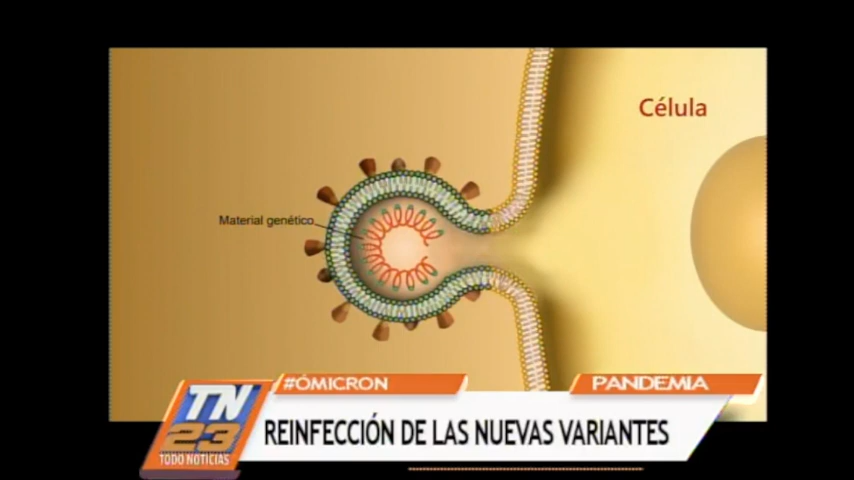 Célula
Material genético
#ÓMICRON
PANDEMIA
TN
23
TODO NOTICIAS
REINFECCIÓN DE LAS NUEVAS VARIANTES